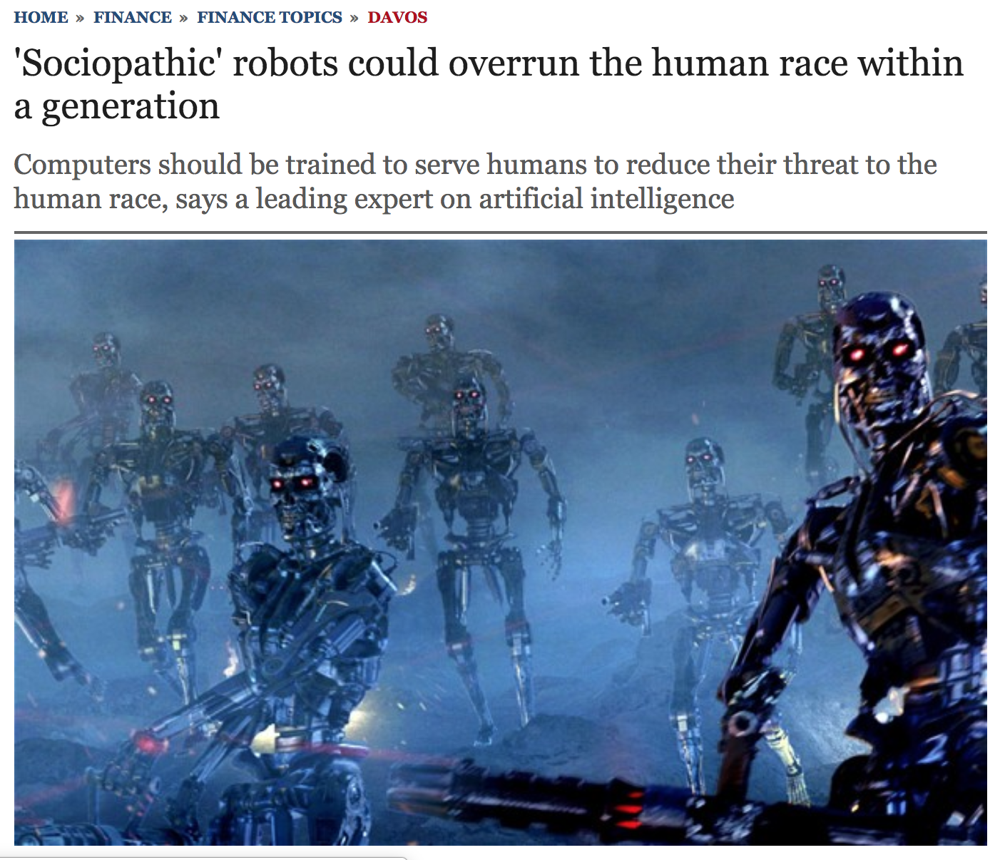 HOME » FINANCE » FINANCE TOPICS » DAVOS
'Sociopathic' robots could overrun the human race within
a generation
Computers should be trained to serve humans to reduce their threat to the
human race, says a leading expert on artificial intelligence
2